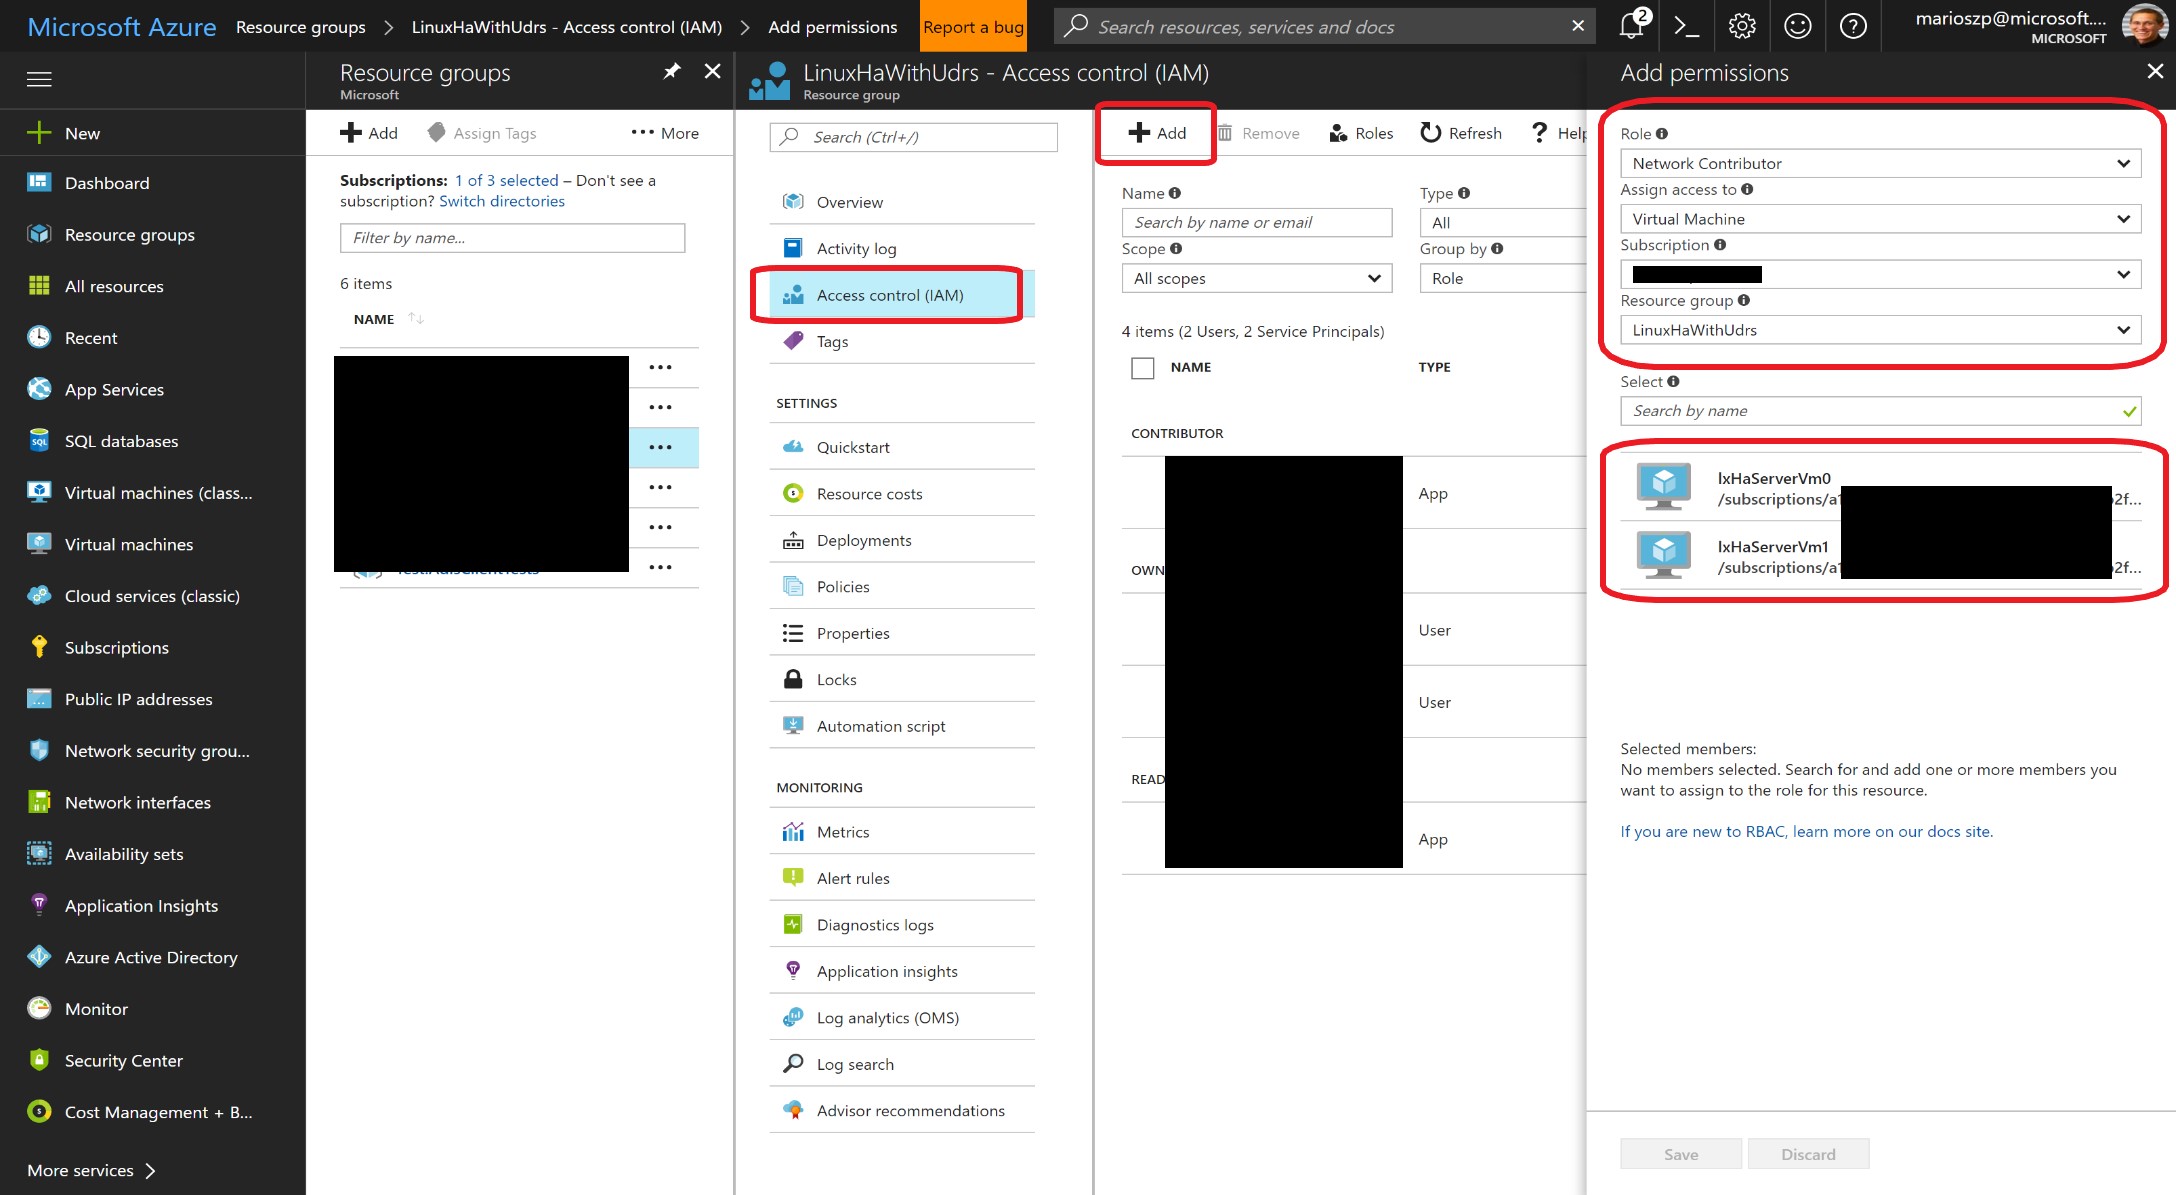 Microsoft Azure
Resource groups
LinuxHaWithUdrs - Access control (IAM)
Add permissions
Report a bug
Search resources, services and docs
2
marioszp@microsoft....
MICROSOFT
New
Dashboard
Resource groups
All resources
Recent
App Services
SQL databases
Virtual machines (class...
Virtual machines
Cloud services (classic)
Subscriptions
Public IP addresses
Network security grou...
Network interfaces
Availability sets
Application Insights
Azure Active Directory
Monitor
Security Center
Cost Management + B...
More services
Resource groups
Microsoft
Add
Assign Tags
More
Subscriptions: 1 of 3 selected – Don't see a
subscription? Switch directories
Filter by name...
6 items
NAME
LinuxHaWithUdrs - Access control (IAM)
Resource group
Search (Ctrl+/)
Overview
Activity log
Access control (IAM)
Tags
SETTINGS
Quickstart
Resource costs
Deployments
Policies
Properties
Locks
Automation script
MONITORING
Metrics
Alert rules
Diagnostics logs
Application insights
Log analytics (OMS)
Log search
Advisor recommendations
Add
Remove
Roles
Refresh
Help
Name
Type
Search by name or email
All
Scope
Group by
All scopes
Role
4 items (2 Users, 2 Service Principals)
NAME
TYPE
CONTRIBUTOR
App
OWN
User
User
READ
App
Add permissions
Role
Network Contributor
Assign access to
Virtual Machine
Subscription
Resource group
LinuxHaWithUdrs
Select
Search by name
lxHaServerVm0
/subscriptions/a1
2f...
lxHaServerVm1
/subscriptions/a1
2f...
Selected members:
No members selected. Search for and add one or more members you
want to assign to the role for this resource.
If you are new to RBAC, learn more on our docs site.
Save
Discard